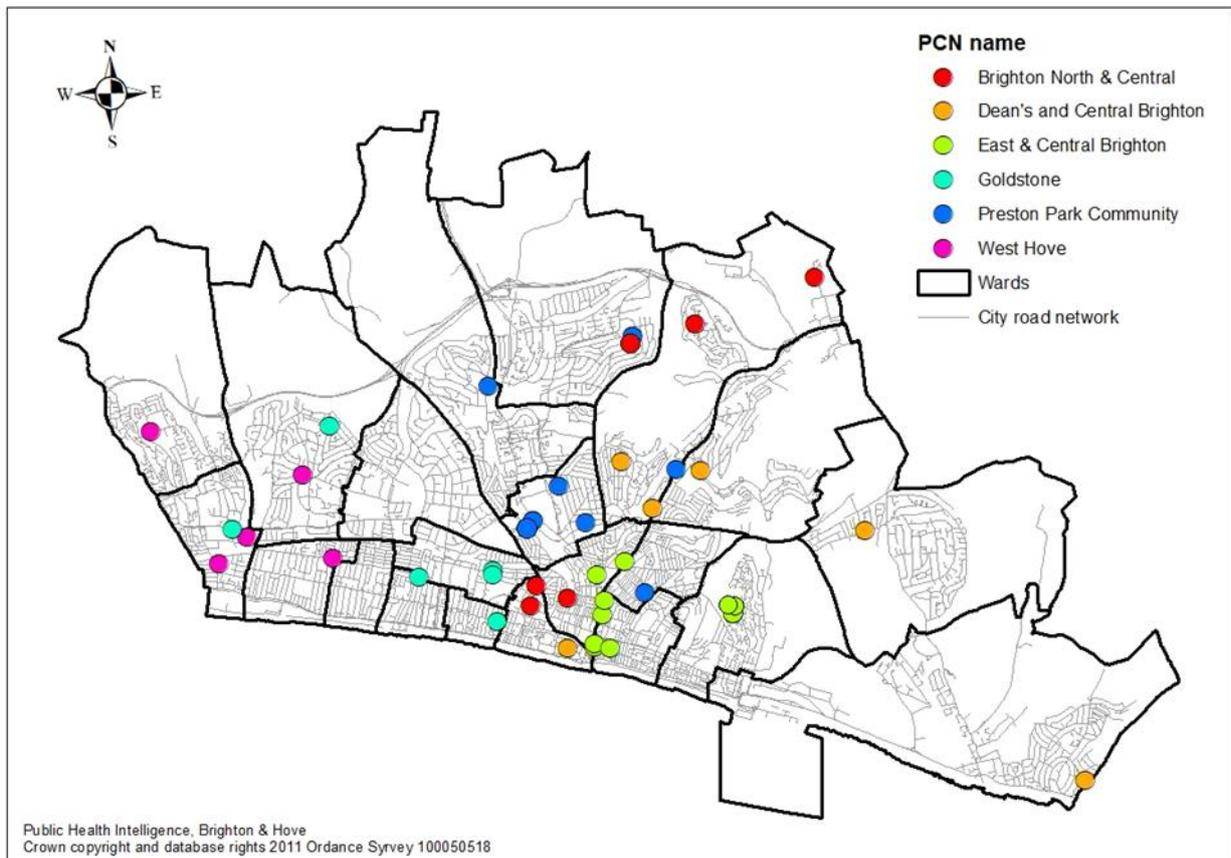 N
W
E
S
PCN name
Brighton North & Central
Dean's and Central Brighton
East & Central Brighton
Goldstone
Preston Park Community
West Hove
Wards
City road network
Public Health Intelligence, Brighton & Hove
Crown copyright and database rights 2011 Ordance Syrvey 100050518